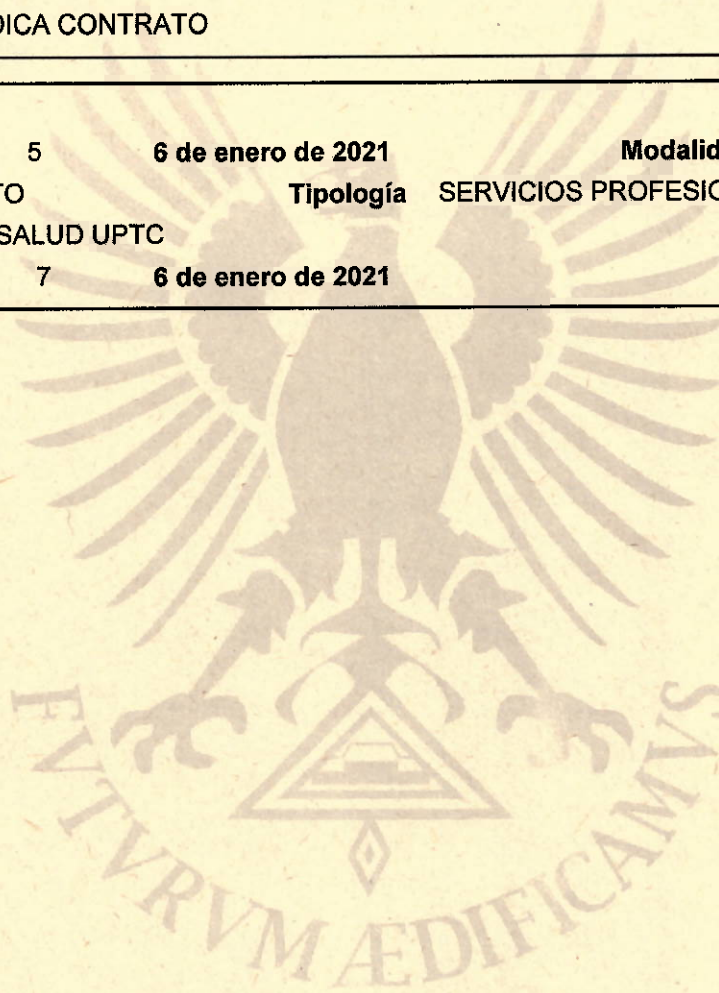 DICA CONTRATO
5 6 de enero de 2021 Modalid
TO Tipología SERVICIOS PROFESIO
SALUD UPTC
7 6 de enero de 2021
FVTVRVM ÆDIFICAMVS